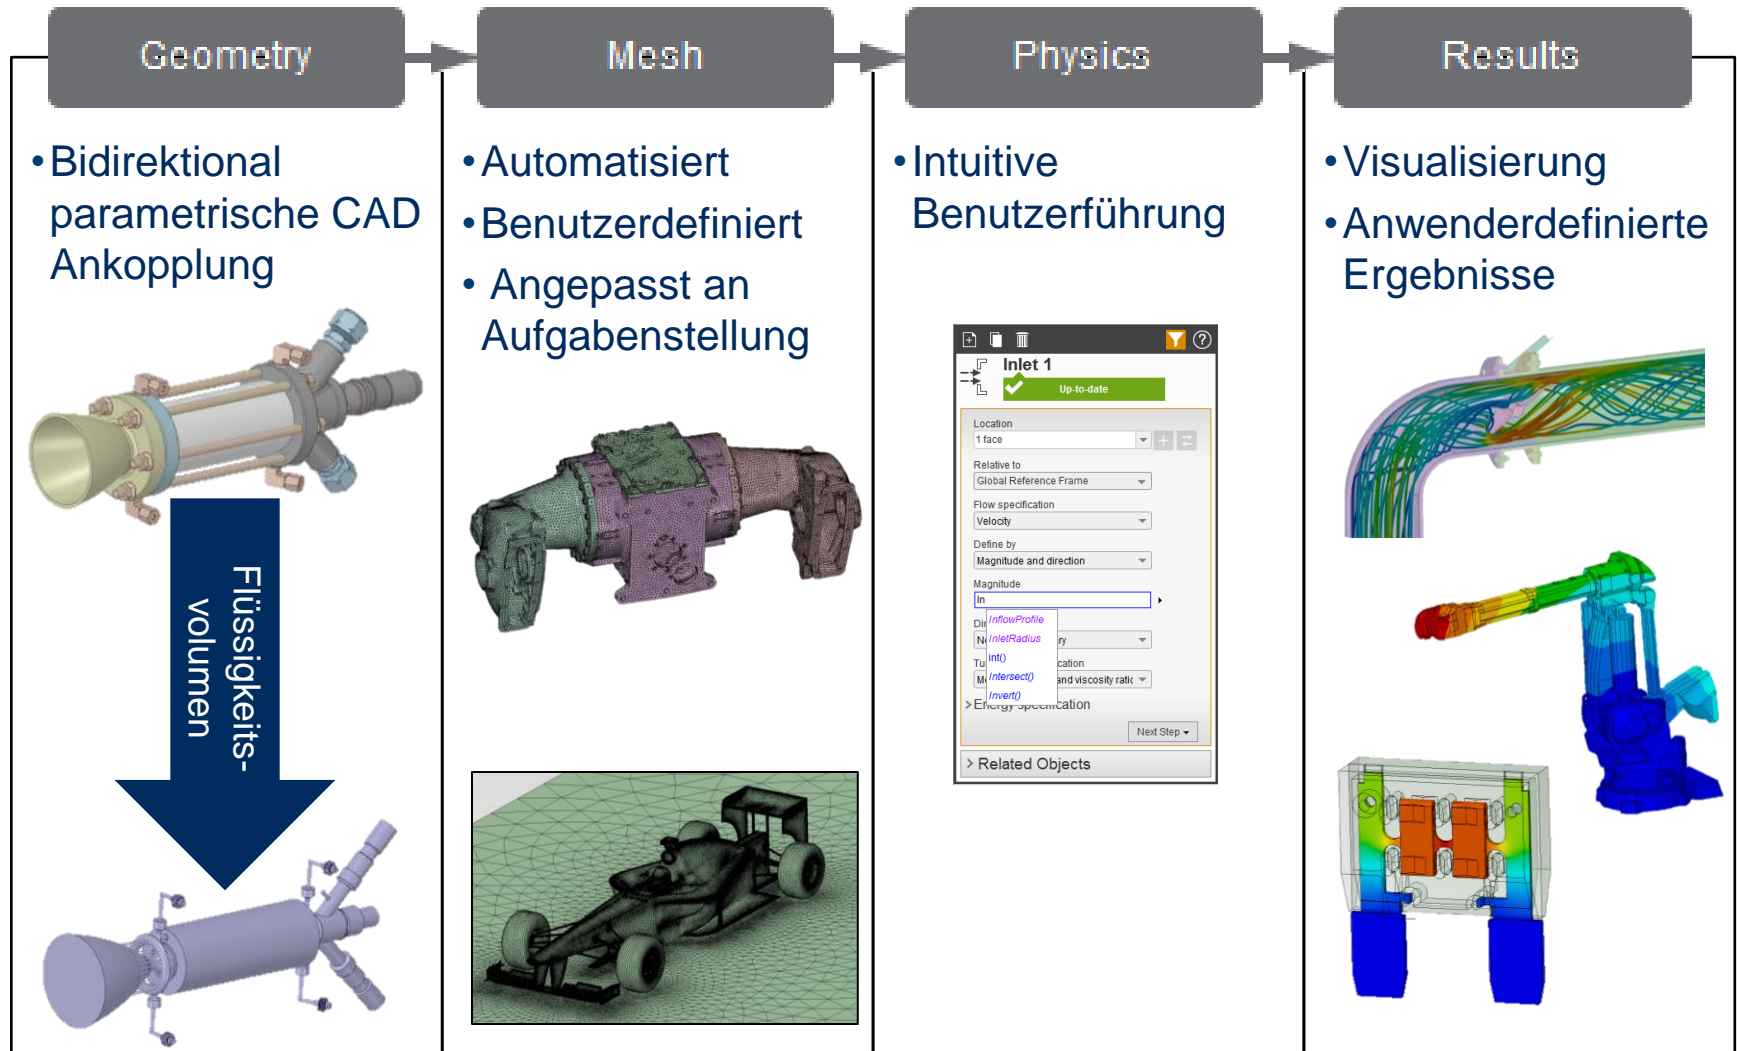 Geometry
Mesh
Physics
Results
•Bidirektional
parametrische CAD
Ankopplung
Flüssigkeits-
volumen
•Automatisiert
•Benutzerdefiniert
• Angepasst an
Aufgabenstellung
•Intuitive
Benutzerführung
Inlet 1
Up-to-date
Location
1 face
Relative to
Global Reference Frame
Flow specification
Velocity
Define by
Magnitude and direction
Magnitude
In
InflowProfile
InletRadius
int()
Intersect()
Invert()
and viscosity ratio
Energy specification
Next Step
Related Objects
•Visualisierung
•Anwenderdefinierte
Ergebnisse